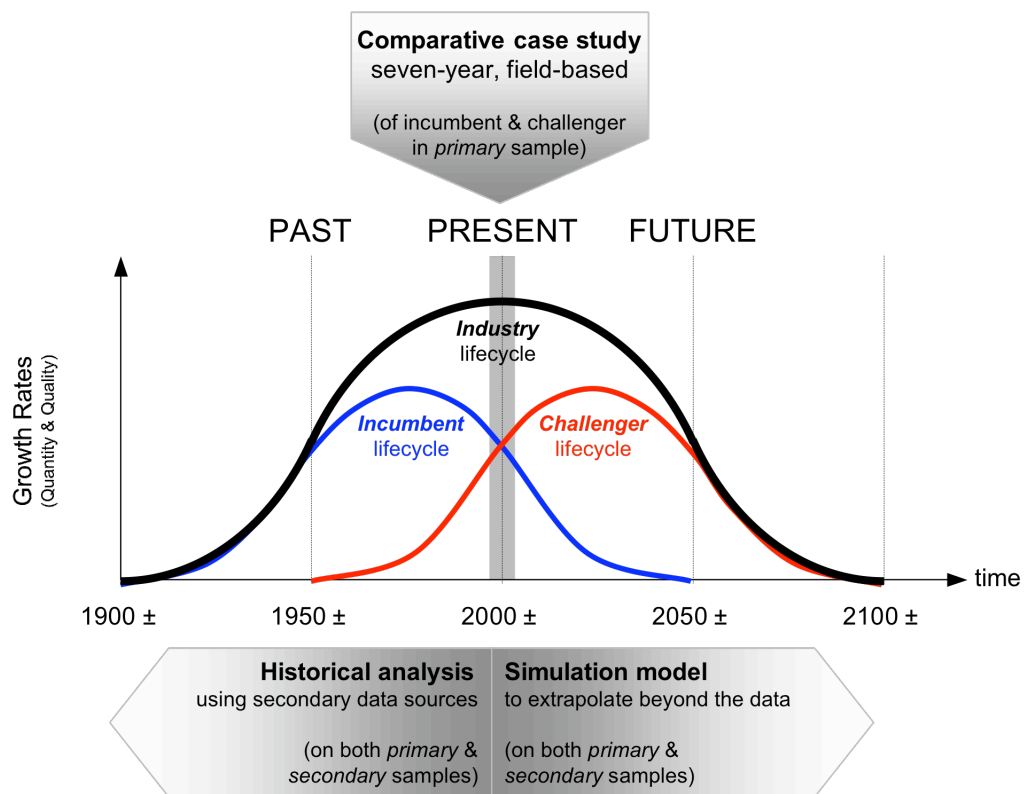 Comparative case study
seven-year, field-based
(of incumbent & challenger
in primary sample)
PAST
PRESENT
FUTURE
Growth Rates
(Quantity & Quality)
Industry
lifecycle
Incumbent
lifecycle
Challenger
lifecycle
time
1900 ±
1950 ±
2000 ±
2050 ±
2100 ±
Historical analysis
using secondary data sources
(on both primary &
secondary samples)
Simulation model
to extrapolate beyond the data
(on both primary &
secondary samples)